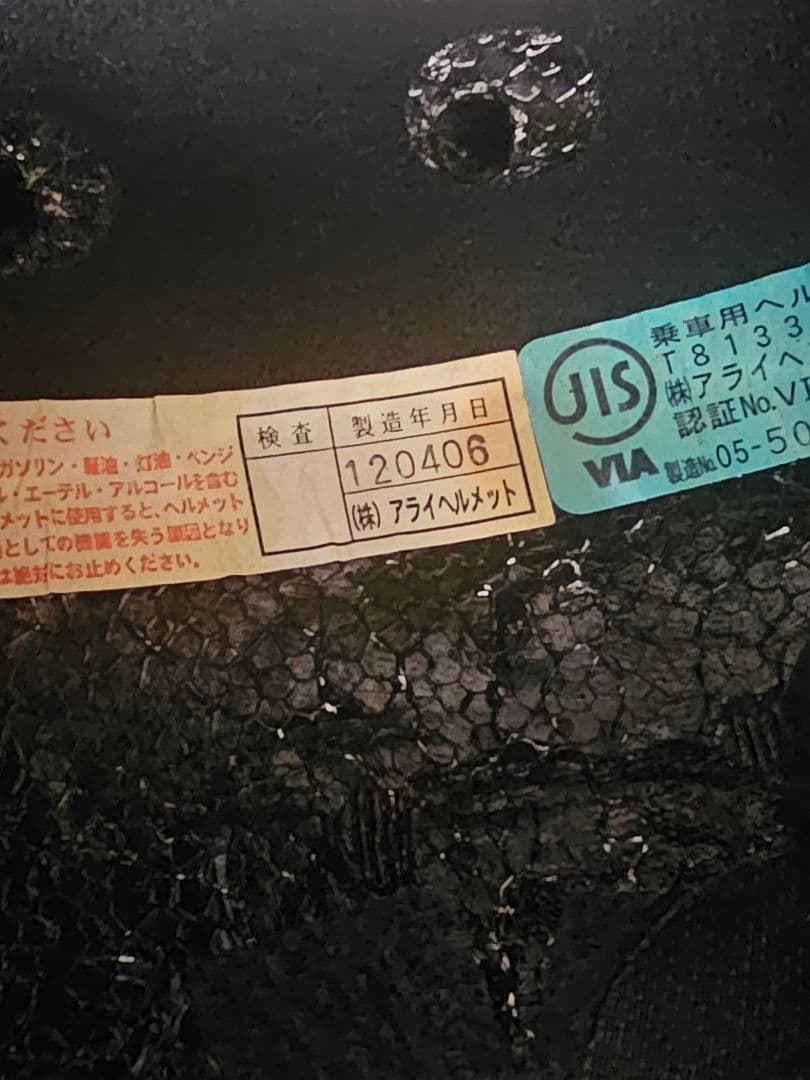 ください
ガソリン・軽油・灯油・ベンジ
ル・エーテル・アルコールを含む
メットに使用すると、ヘルメット
としての機能を失う原因となり
は絶対にお止めください。
検査
製造年月日
120406
(株)アライヘルメット
JIS
VIA
乗車用ヘル
T8133
(株)アライヘ
認証No.VI
製造No.05-50